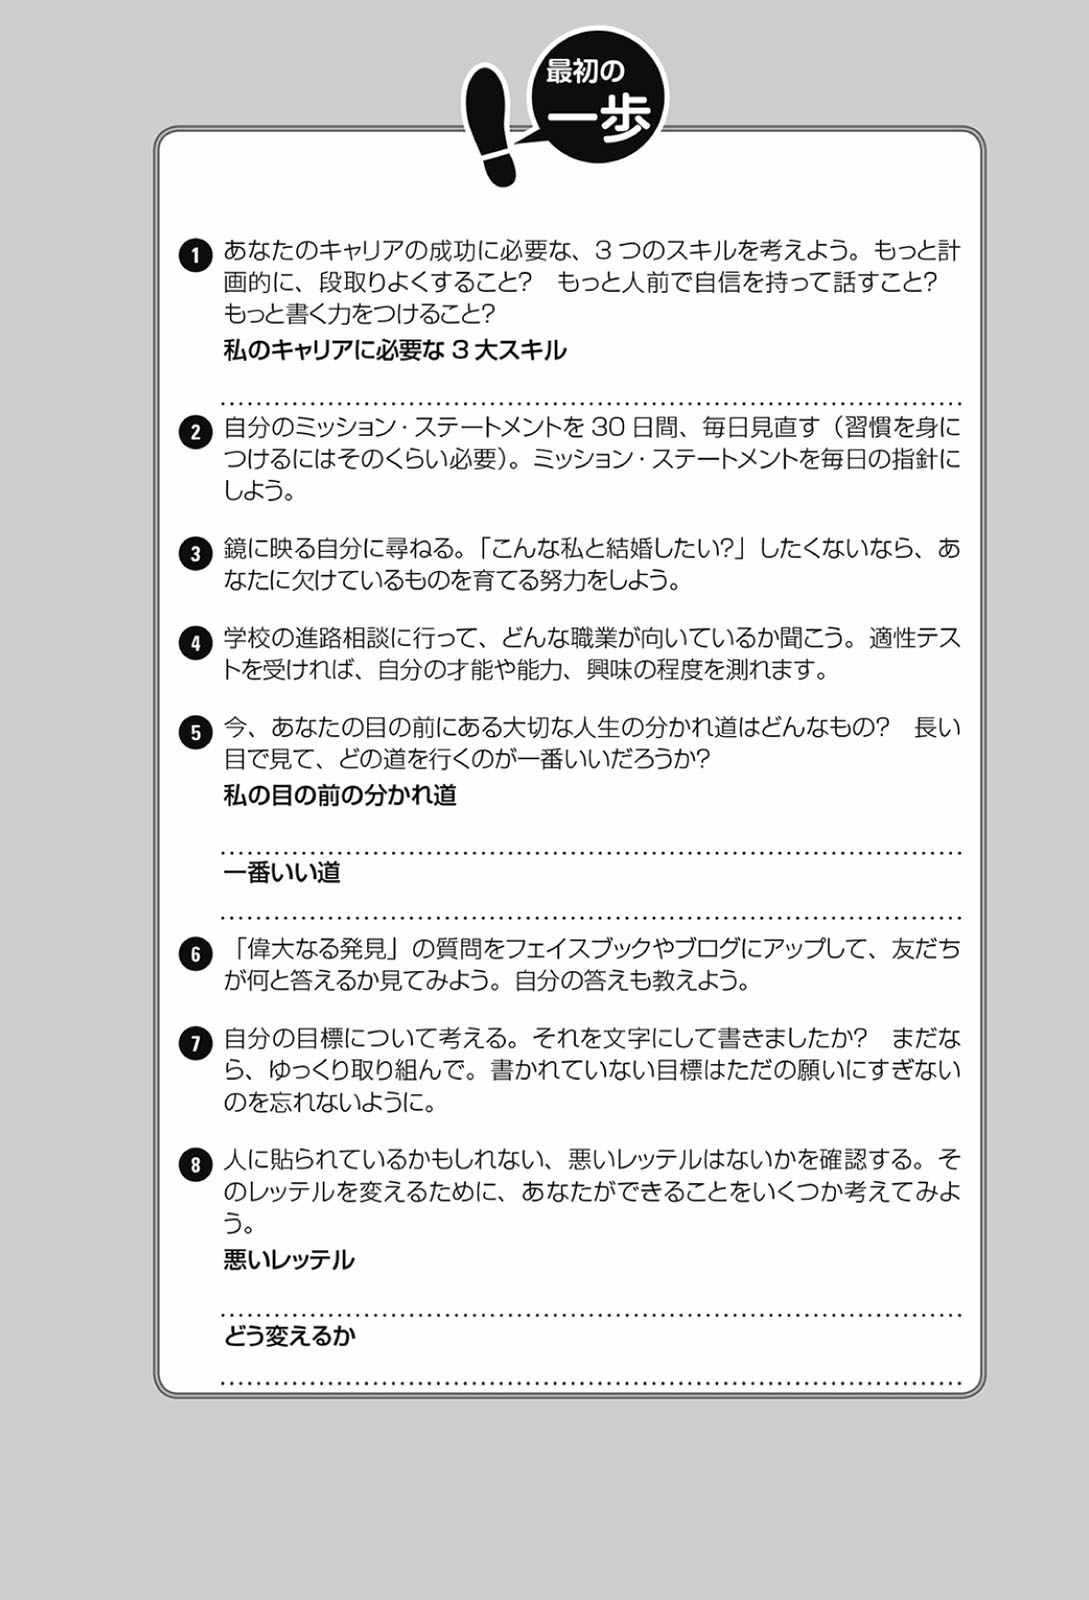 最初の
一歩
1 あなたのキャリアの成功に必要な、3つのスキルを考えよう。もっと計
画的に、段取りよくすること?　もっと人前で自信を持って話すこと?
もっと書く力をつけること?
私のキャリアに必要な3大スキル
2 自分のミッション・ステートメントを30日間、毎日見直す（習慣を身に
つけるにはそのくらい必要）。ミッション・ステートメントを毎日の指針に
しよう。
3 鏡に映る自分に尋ねる。「こんな私と結婚したい?」したくないなら、あ
なたに欠けているものを育てる努力をしよう。
4 学校の進路相談に行って、どんな職業が向いているか聞こう。適性テス
トを受ければ、自分の才能や能力、興味の程度を測れます。
5 今、あなたの目の前にある大切な人生の分かれ道はどんなもの?　長い
目で見て、どの道を行くのが一番いいだろうか?
私の目の前の分かれ道
一番いい道
6 「偉大なる発見」の質問をフェイスブックやブログにアップして、友だち
が何と答えるか見てみよう。自分の答えも教えよう。
7 自分の目標について考える。それを文字にして書きましたか?　まだな
ら、ゆっくり取り組んで。書かれていない目標はただの願いにすぎない
のを忘れないように。
8 人に貼られているかもしれない、悪いレッテルはないかを確認する。そ
のレッテルを変えるために、あなたができることをいくつか考えてみよ
う。
悪いレッテル
どう変えるか